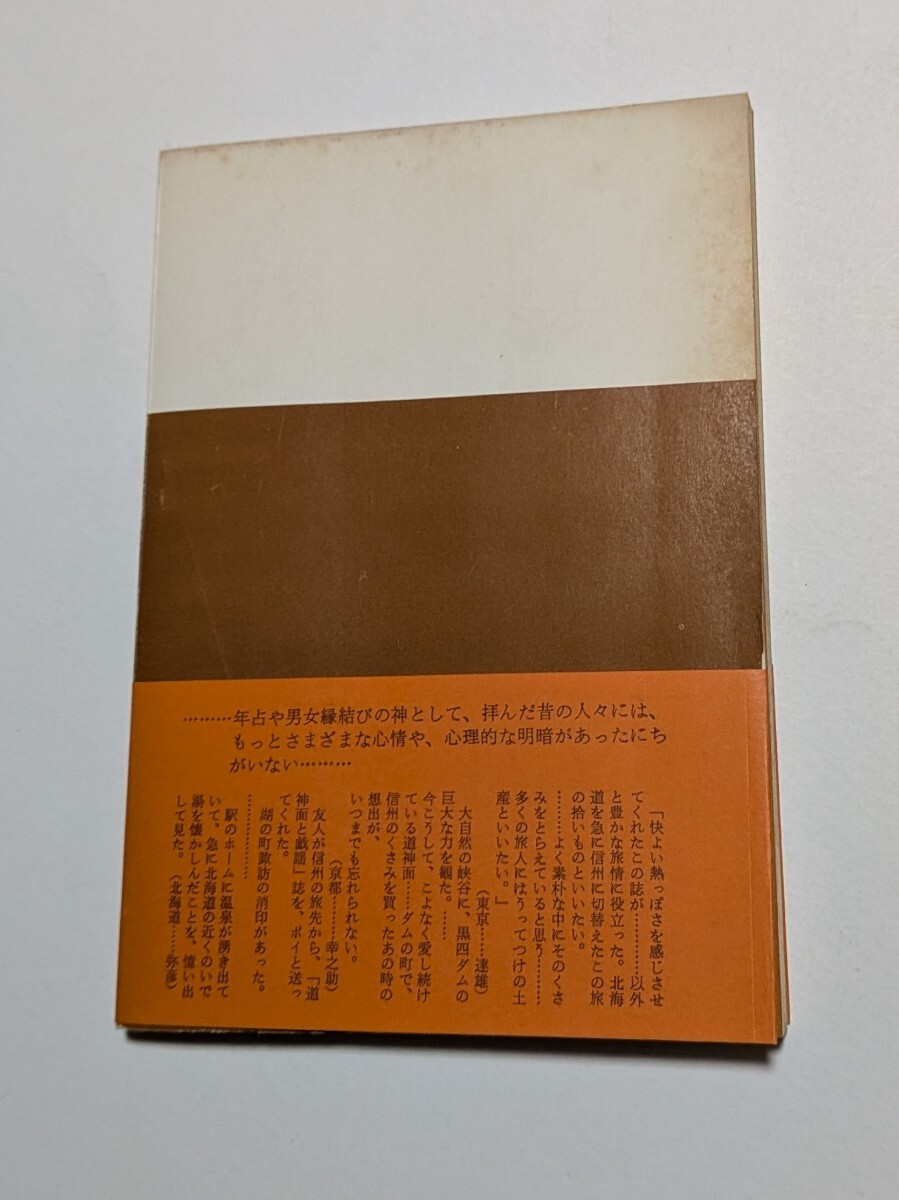 ………年占や男女縁結びの神として、拝んだ昔の人々には、
もっとさまざまな心情や、心理的な明暗があったにち
がいない………
「快よい熱っぽさを感じさせ
てくれたこの誌が………以外
と豊かな旅情に役立った。北海
道を急に信州に切替えたこの旅
の拾いものといいたい。
………よく素朴な中にそのくさ
みをとらえていると思う………
多くの旅人にはうってつけの土
産といいたい。」
（東京………達雄）
大自然の峡谷に、黒四ダムの
巨大な力を観た。………
今こうして、こよなく愛し続け
ている道神面………ダムの町で、
信州のくさみを買ったあの時の
想出が、
いつまでも忘れられない。
（京都………幸之助）
友人が信州の旅先から、「道
神面と戯謡」誌を、ポイと送っ
てくれた。
湖の町諏訪の消印があった。
………………
駅のホームに温泉が湧き出て
いて、急に北海道の近くのいで
湯を懐かしんだことを、憶い出
して見た。（北海道……弥彦）